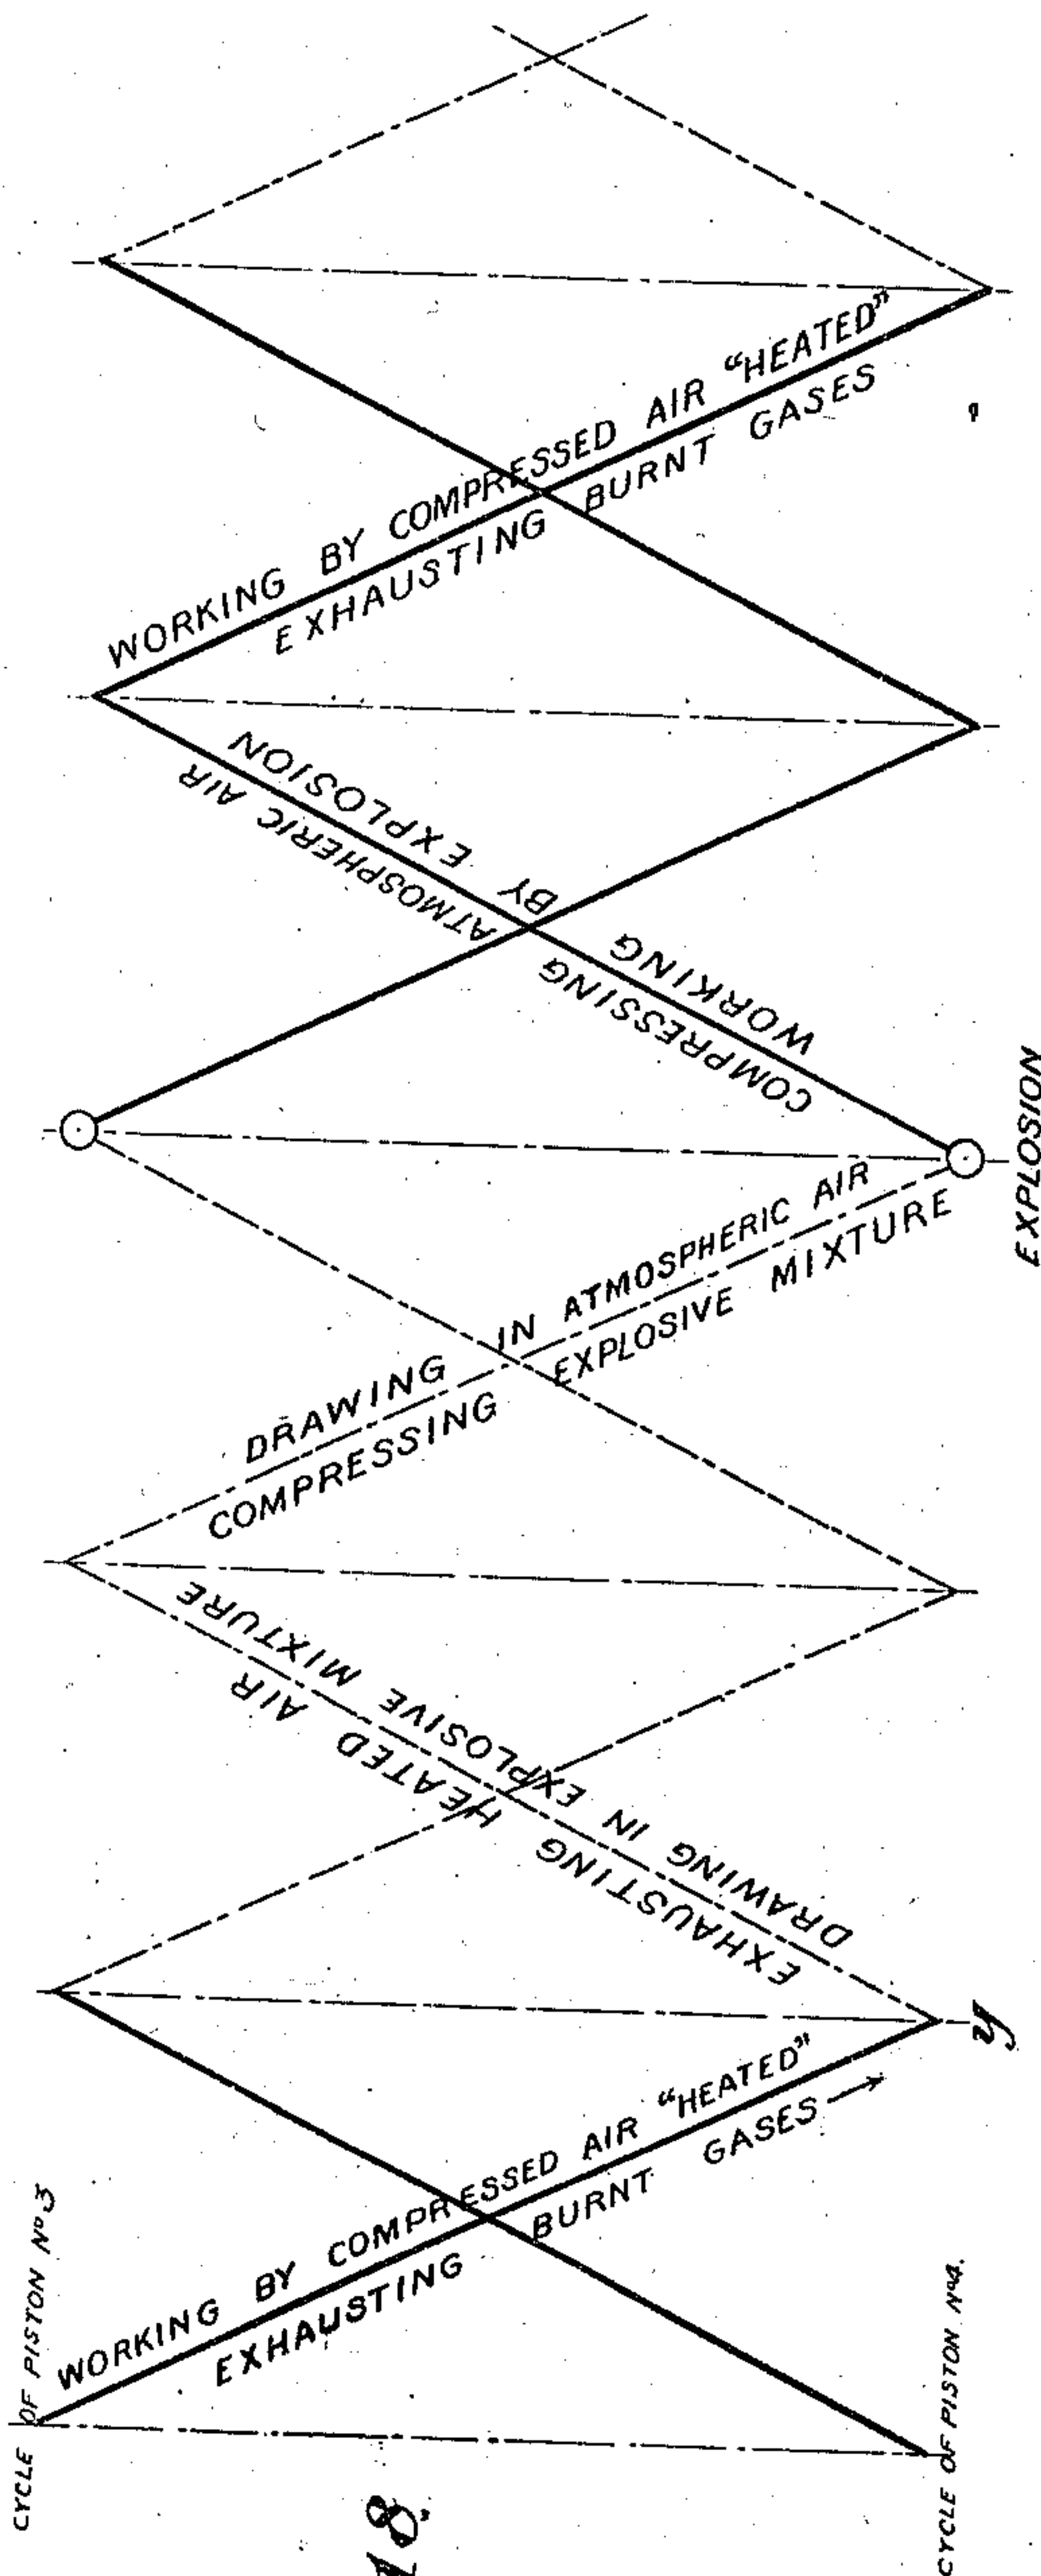 CYCLE OF PISTON Nº 3
WORKING BY COMPRESSED AIR "HEATED"
EXHAUSTING BURNT GASES
CYCLE OF PISTON Nº 4.
18.
y
DRAWING IN EXPLOSIVE MIXTURE
EXHAUSTING HEATED AIR
DRAWING IN ATMOSPHERIC AIR
COMPRESSING EXPLOSIVE MIXTURE
EXPLOSION
WORKING BY EXPLOSION
COMPRESSING ATMOSPHERIC AIR
WORKING BY COMPRESSED AIR "HEATED"
EXHAUSTING BURNT GASES